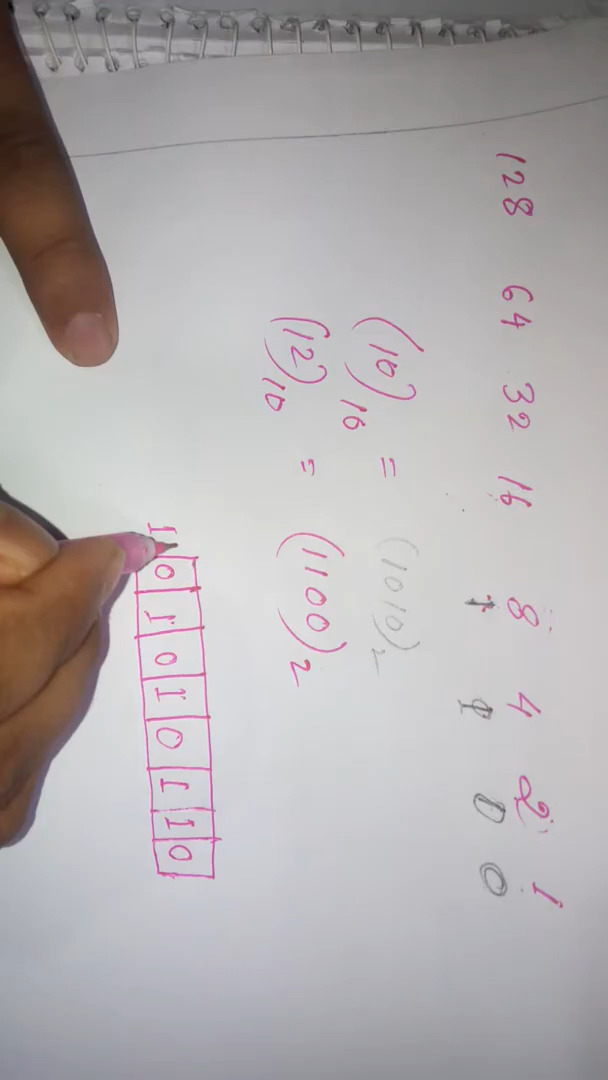 128 64 32 16 8 4 2 1
1 1 0 0
(10)10 = (1010)2
(12)10 = (1100)2
1 0 1 0 1 0 1 1 0